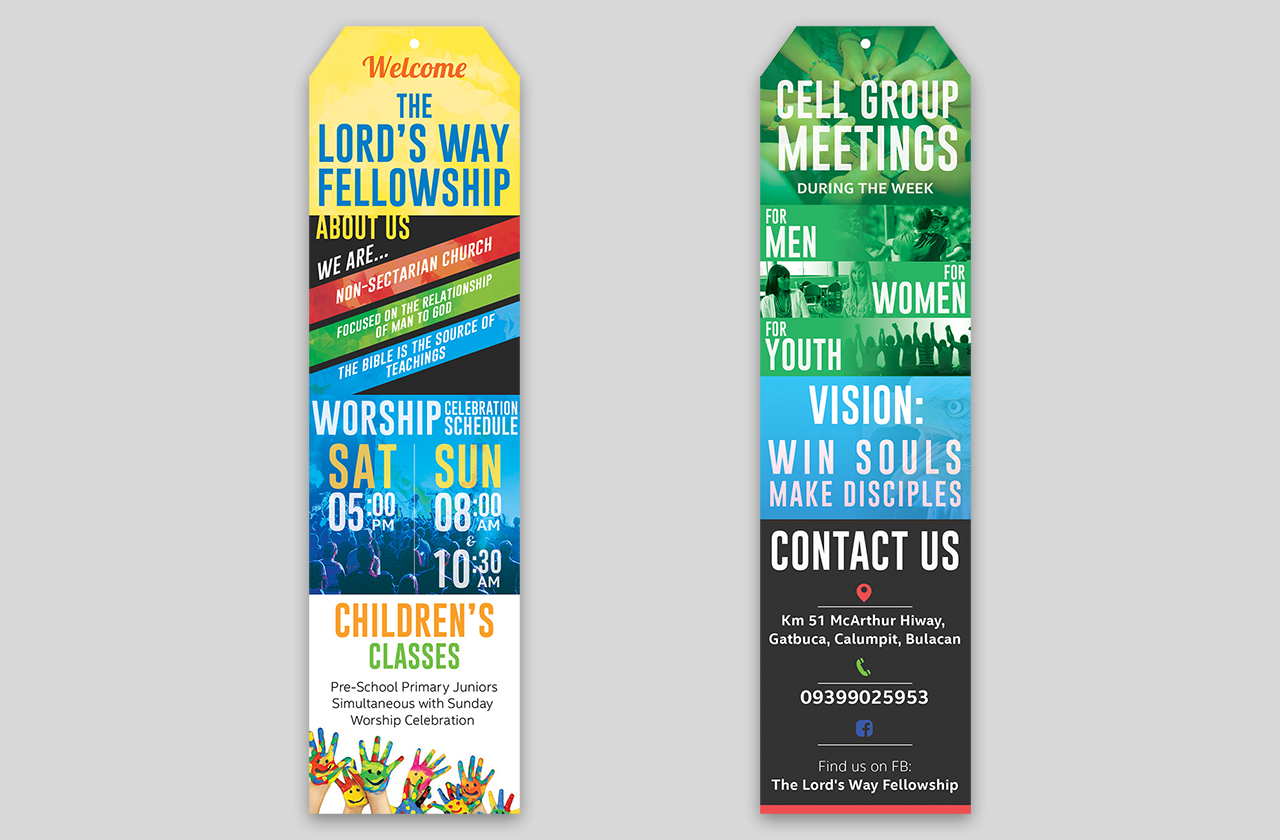 Welcome
THE
LORD'S WAY
FELLOWSHIP
ABOUT US
WE ARE...
NON-SECTARIAN CHURCH
FOCUSED ON THE RELATIONSHIP
OF MAN TO GOD
THE BIBLE IS THE SOURCE OF
TEACHINGS
WORSHIP CELEBRATION
SCHEDULE
SAT
05:00
PM
SUN
08:00
AM
&
10:30
AM
CHILDREN'S
CLASSES
Pre-School Primary Juniors
Simultaneous with Sunday
Worship Celebration
CELL GROUP
MEETINGS
DURING THE WEEK
FOR
MEN
FOR
WOMEN
FOR
YOUTH
VISION:
WIN SOULS
MAKE DISCIPLES
CONTACT US
Km 51 McArthur Hiway,
Gatbuca, Calumpit, Bulacan
09399025953
Find us on FB:
The Lord's Way Fellowship